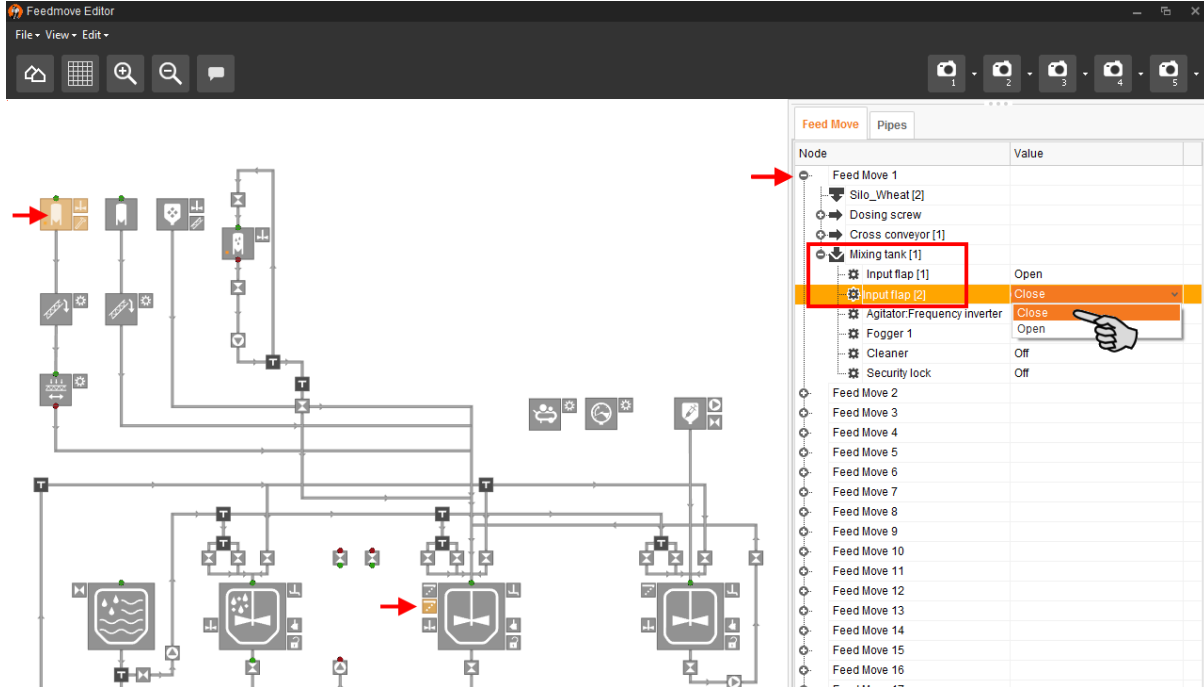 Feedmove Editor
File View Edit
1 2 3 4 5
Feed Move Pipes
Node Value
Feed Move 1
Silo_Wheat [2]
Dosing screw
Cross conveyor [1]
Mixing tank [1]
Input flap [1] Open
Input flap [2] Close
Agitator:Frequency inverter Close
Fogger 1 Open
Cleaner Off
Security lock Off
Feed Move 2
Feed Move 3
Feed Move 4
Feed Move 5
Feed Move 6
Feed Move 7
Feed Move 8
Feed Move 9
Feed Move 10
Feed Move 11
Feed Move 12
Feed Move 13
Feed Move 14
Feed Move 15
Feed Move 16
T
T
T T
T T T
T T T
T